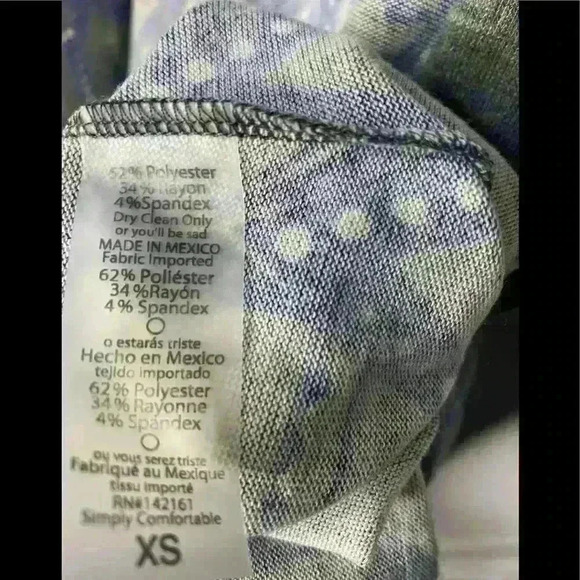 62% Polyester
34% Rayon
4%Spandex
Dry Clean Only
or you'll be sad
MADE IN MEXICO
Fabric Imported
62% Poliéster
34%Rayón
4% Spandex
o estarás triste
Hecho en Mexico
tejido importado
62% Polyester
34% Rayonne
4% Spandex
ou vous serez triste
Fabriqué au Mexique
tissu importé
RN#142161
Simply Comfortable
XS